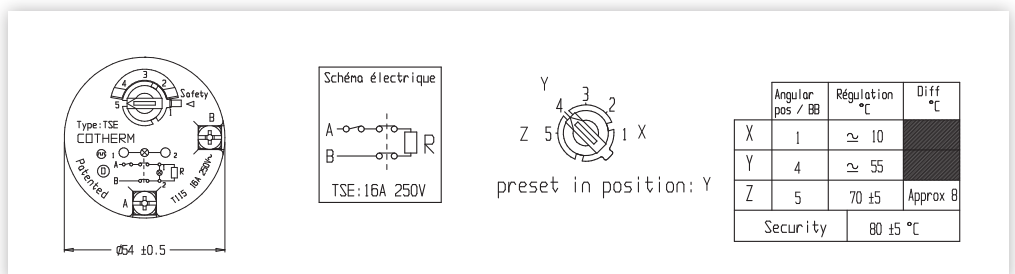 3
4 2
5 1
Safety
B
Type:TSE
COTHERM
1 2
A
R
B
1
2
Patented
T115 16A 250V~
A
Ø54 ±0.5
Schéma électrique
A
B
R
TSE:16A 250V
Y
4 3 2
Z 5 1 X
preset in position: Y
Angular pos / BB Régulation °C Diff °C
X 1 ≃ 10
Y 4 ≃ 55
Z 5 70 ±5 Approx 8
Security 80 ±5 °C